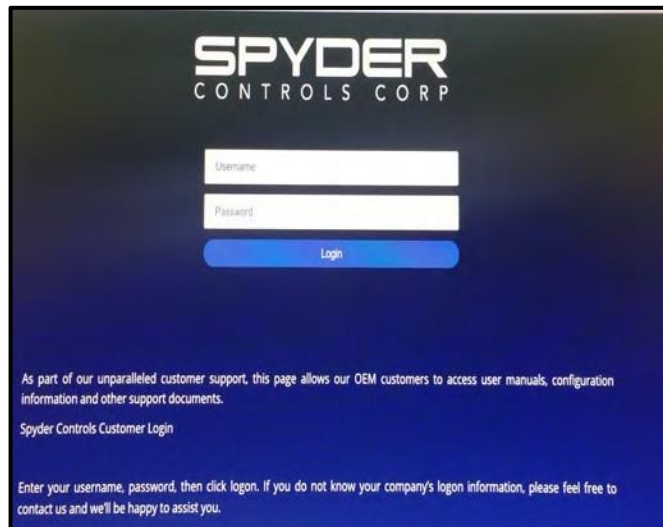 SPYDER
CONTROLS CORP
Username
Password
Login
As part of our unparalleled customer support, this page allows our OEM customers to access user manuals, configuration
information and other support documents.
Spyder Controls Customer Login
Enter your username, password, then click logon. If you do not know your company's logon information, please feel free to
contact us and we'll be happy to assist you.